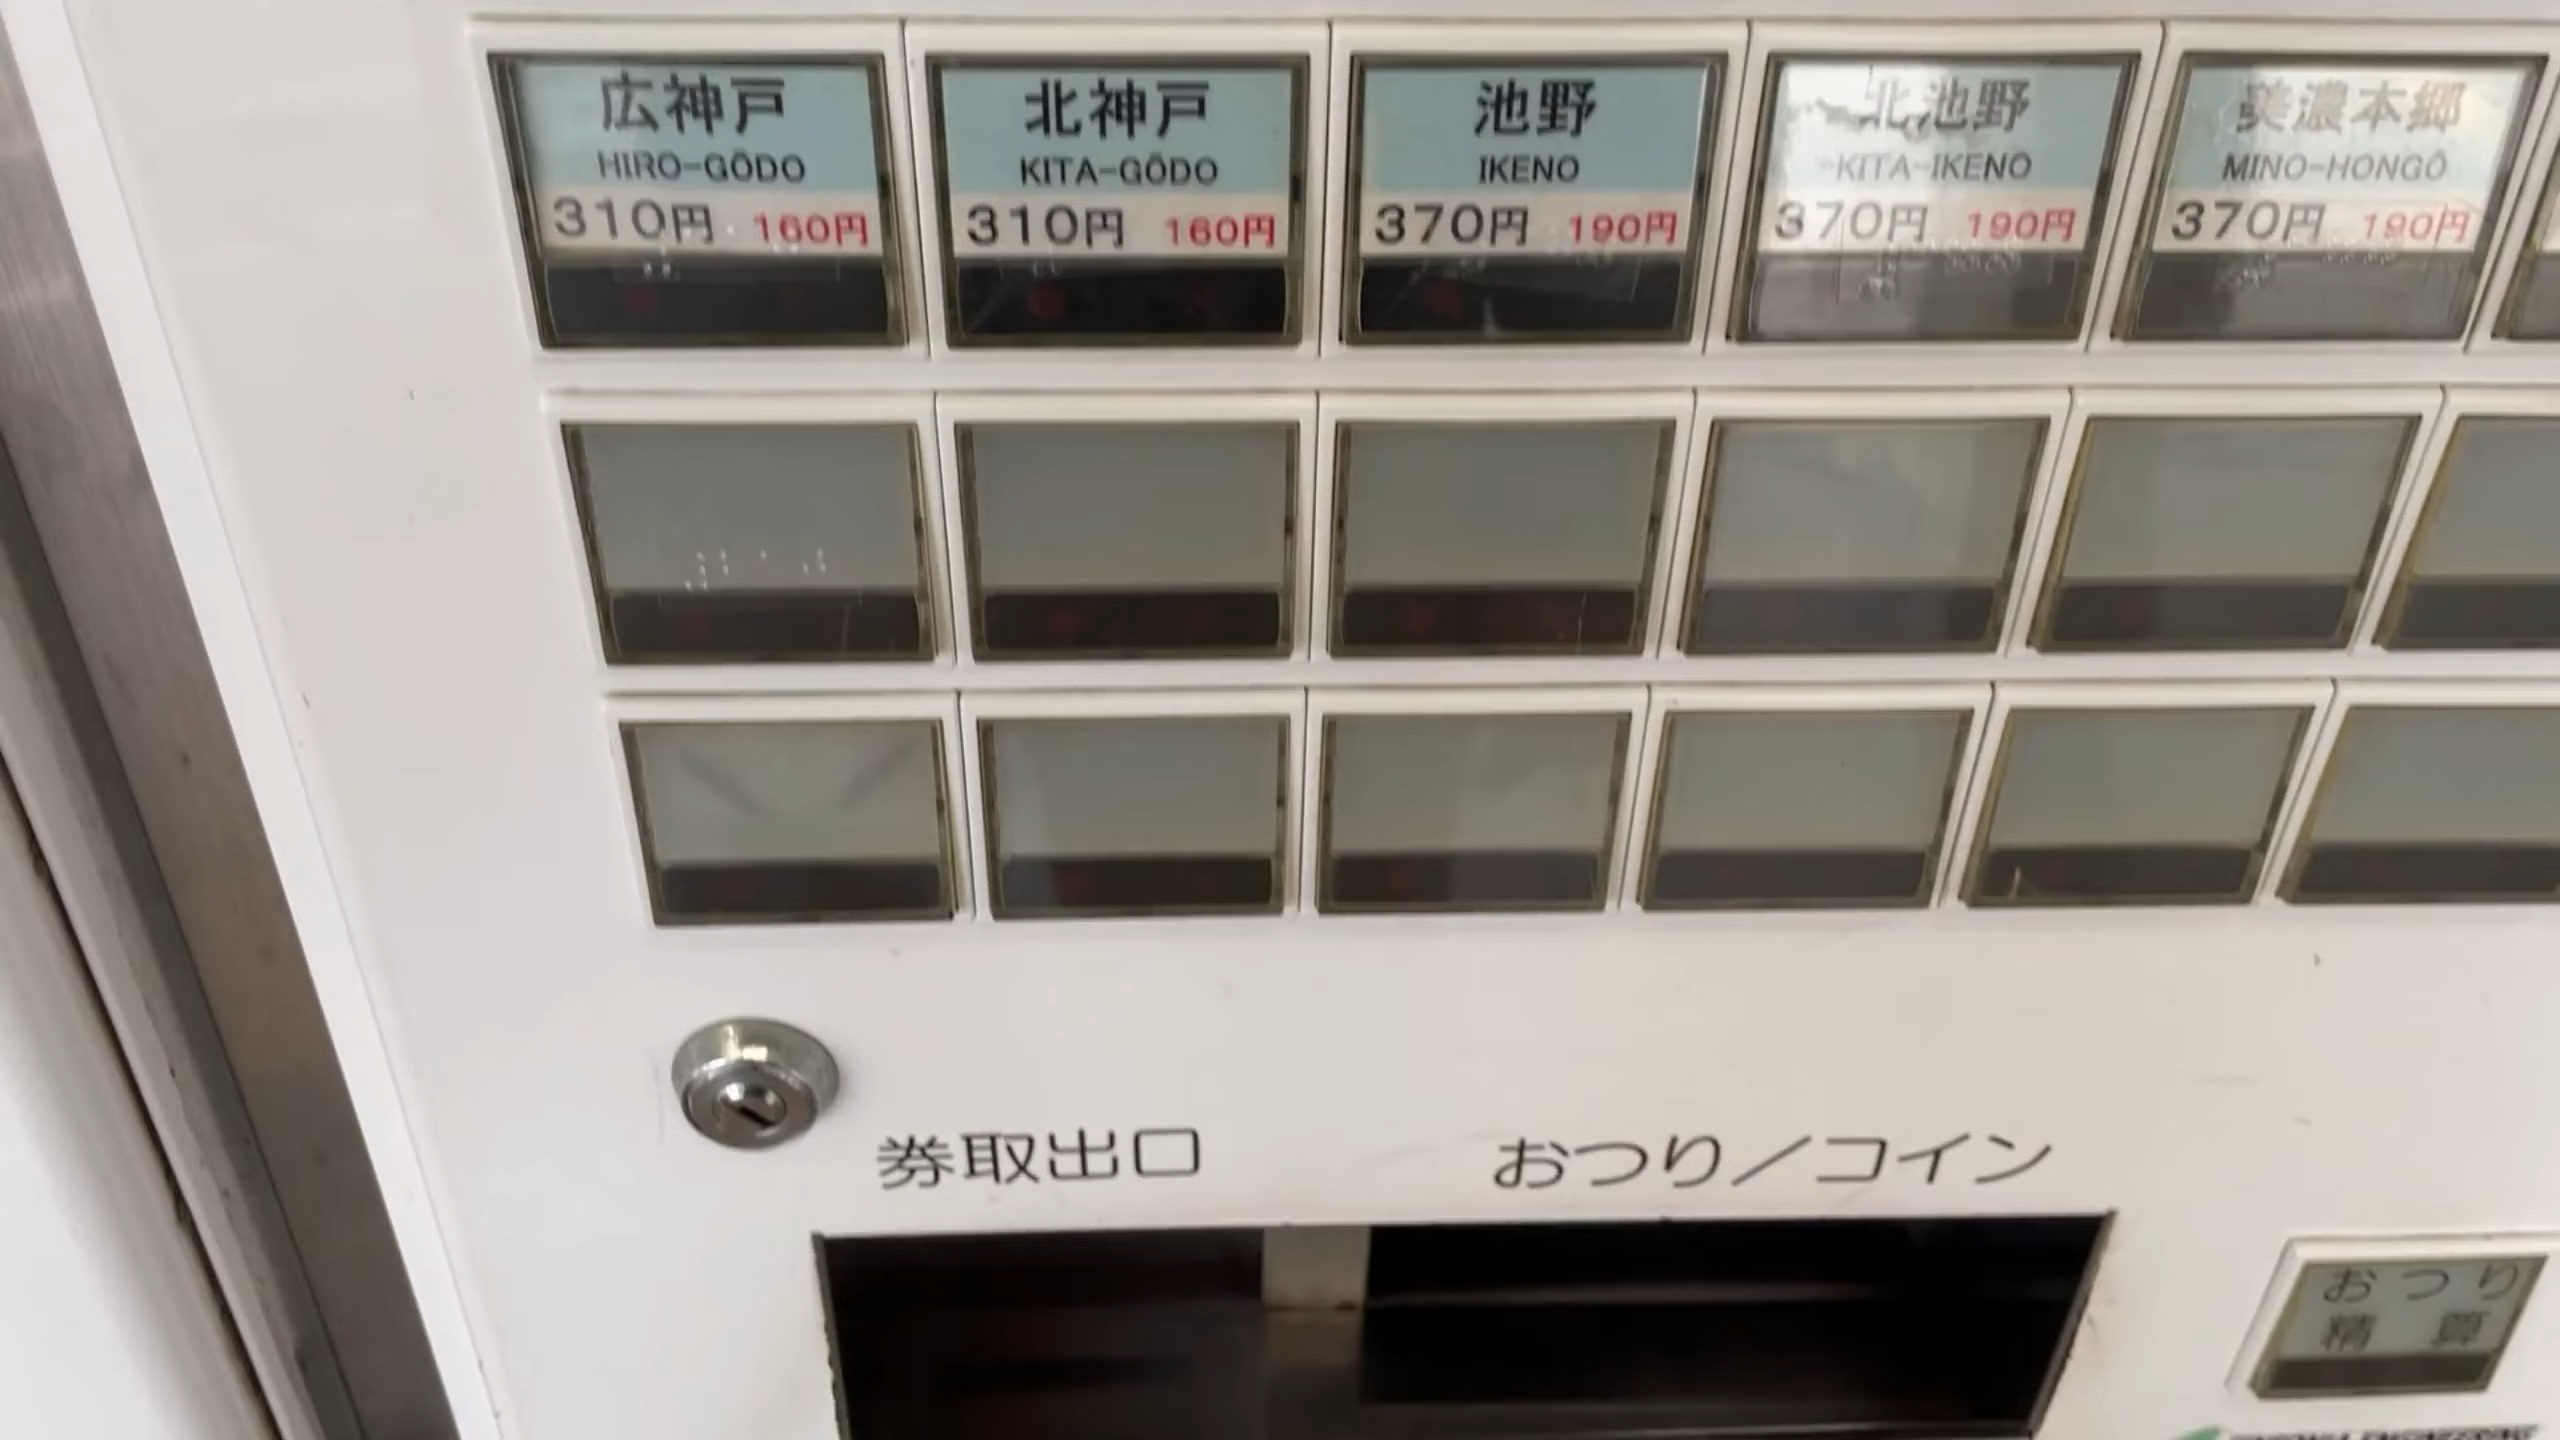 広神戸
HIRO-GŌDO
310円 160円
北神戸
KITA-GŌDO
310円 160円
池野
IKENO
370円 190円
北池野
KITA-IKENO
370円 190円
美濃本郷
MINO-HONGŌ
370円 190円
券取出口
おつり／コイン
おつり
精算